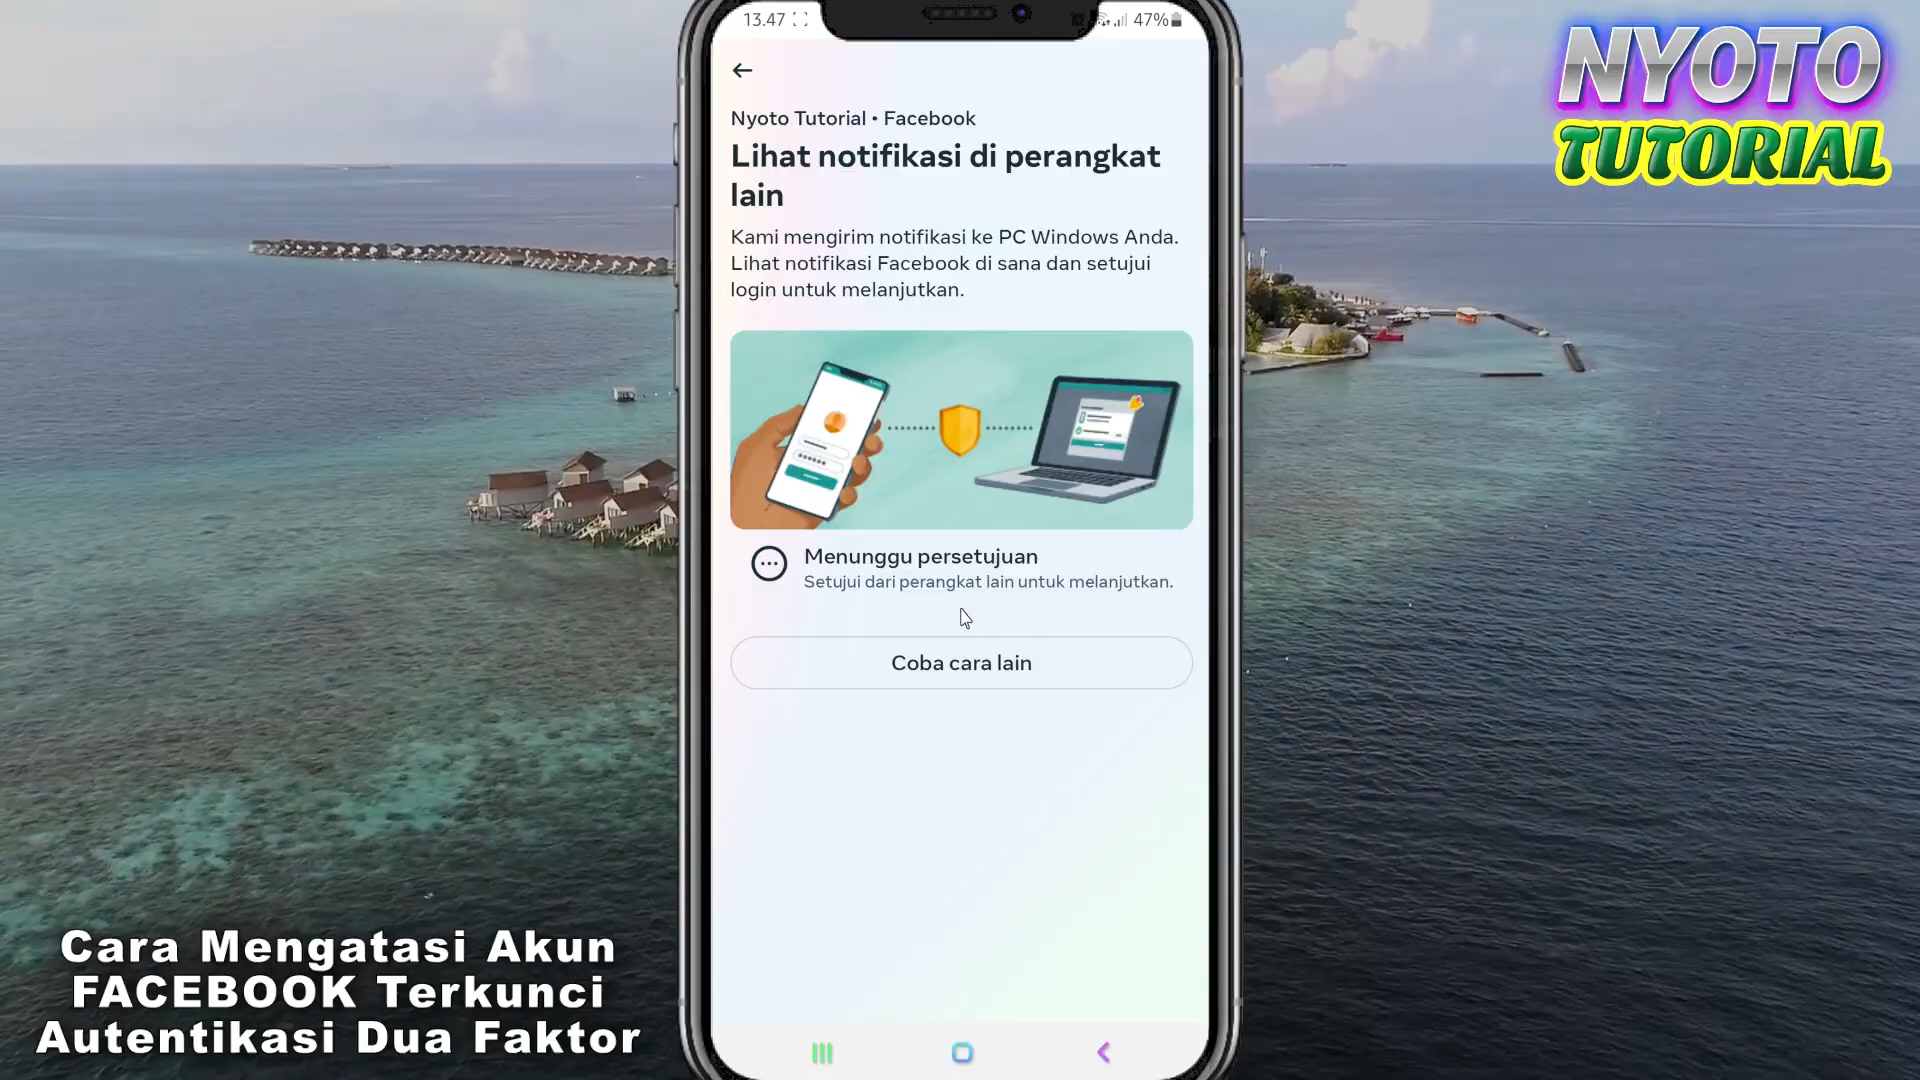 13.47
47%
NYOTO
TUTORIAL
Nyoto Tutorial • Facebook
Lihat notifikasi di perangkat
lain
Kami mengirim notifikasi ke PC Windows Anda.
Lihat notifikasi Facebook di sana dan setujui
login untuk melanjutkan.
Menunggu persetujuan
Setujui dari perangkat lain untuk melanjutkan.
Coba cara lain
Cara Mengatasi Akun
FACEBOOK Terkunci
Autentikasi Dua Faktor